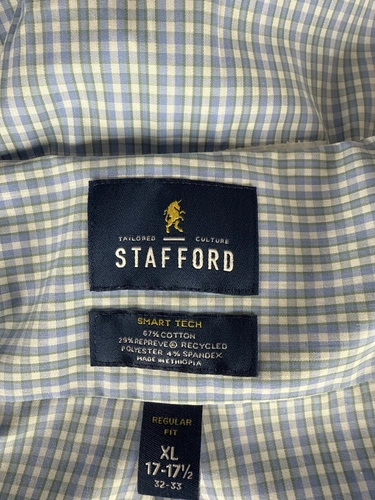 TAILORED CULTURE
STAFFORD
SMART TECH
67% COTTON
29% REPREVE® RECYCLED
POLYESTER 4% SPANDEX
MADE IN ETHIOPIA
REGULAR
FIT
XL
17-17½
32-33